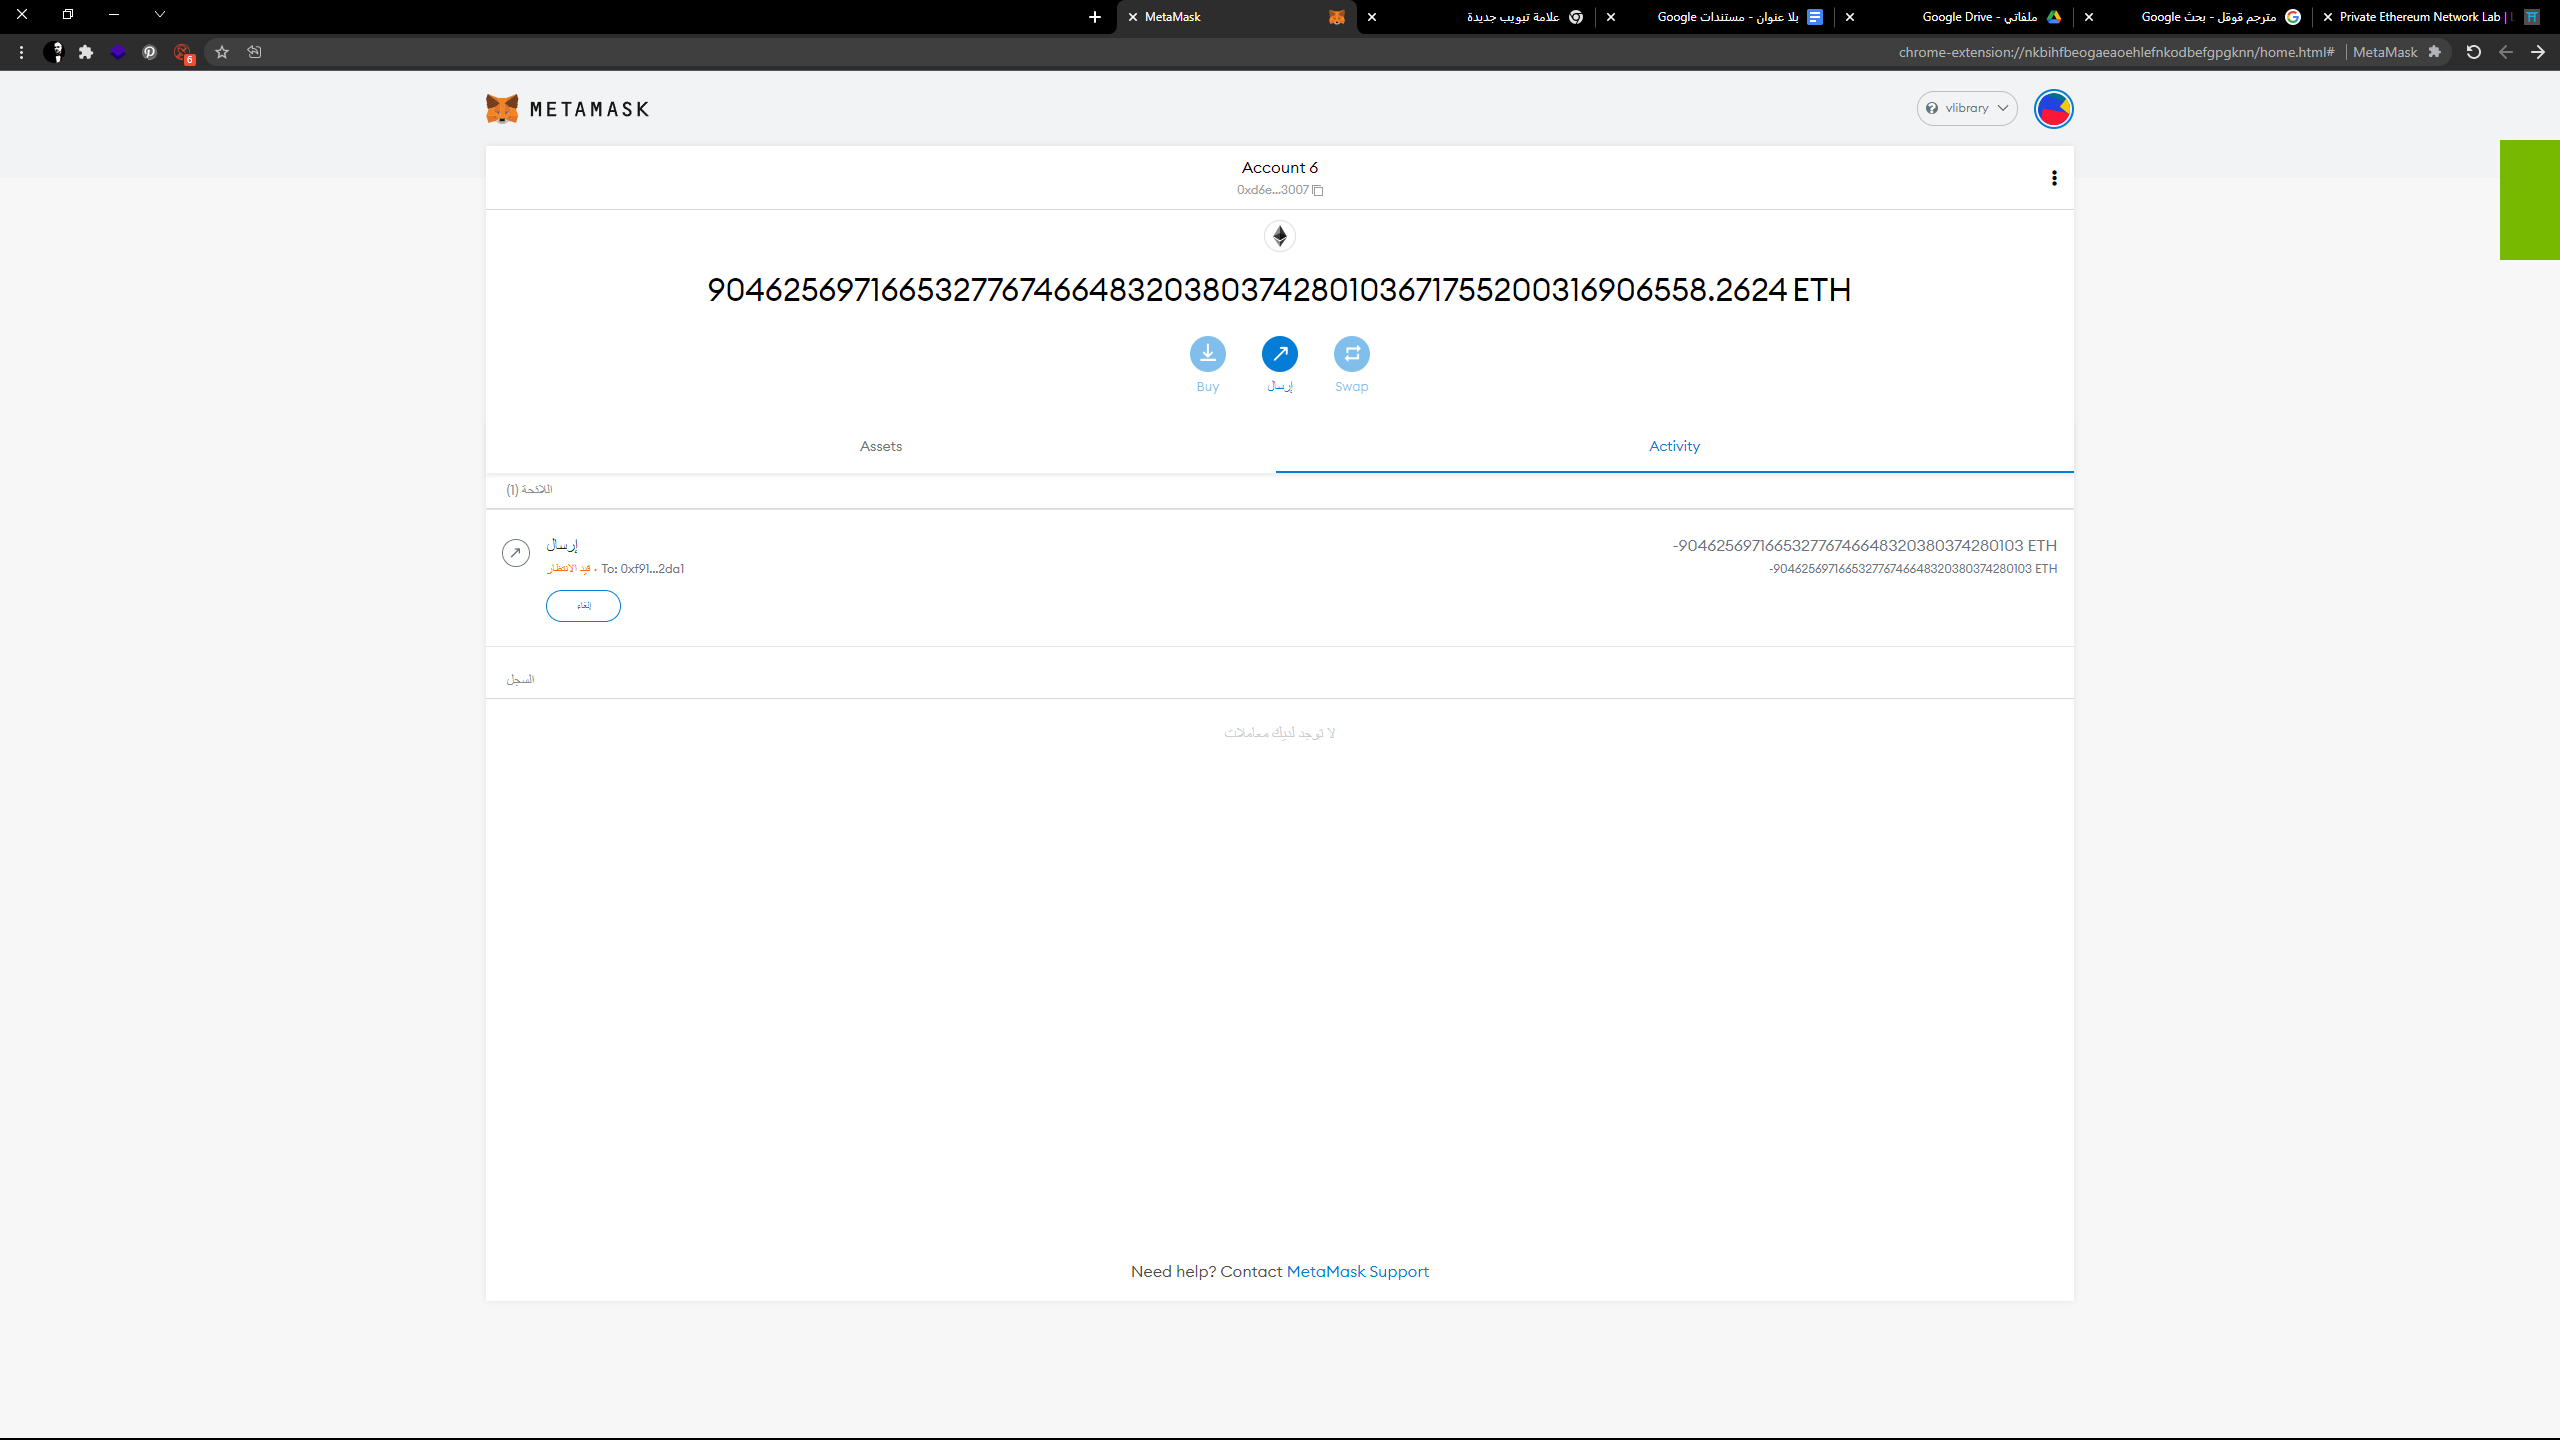 MetaMask
علامة تبويب جديدة
بلا عنوان - مستندات Google
ملفاتي - Google Drive
مترجم قوقل - بحث Google
Private Ethereum Network Lab |
6
chrome-extension://nkbihfbeogaeaoehlefnkodbefgpgknn/home.html# | MetaMask
METAMASK
vlibrary
Account 6
0xd6e...3007
904625697166532776746648320380374280103671755200316906558.2624 ETH
Buy
إرسال
Swap
Assets
Activity
اللائحة (1)
إرسال
-904625697166532776746648320380374280103 ETH
قيد الانتظار · To: 0xf91...2da1
-904625697166532776746648320380374280103 ETH
إلغاء
السجل
لا توجد لديك معاملات
Need help? Contact MetaMask Support